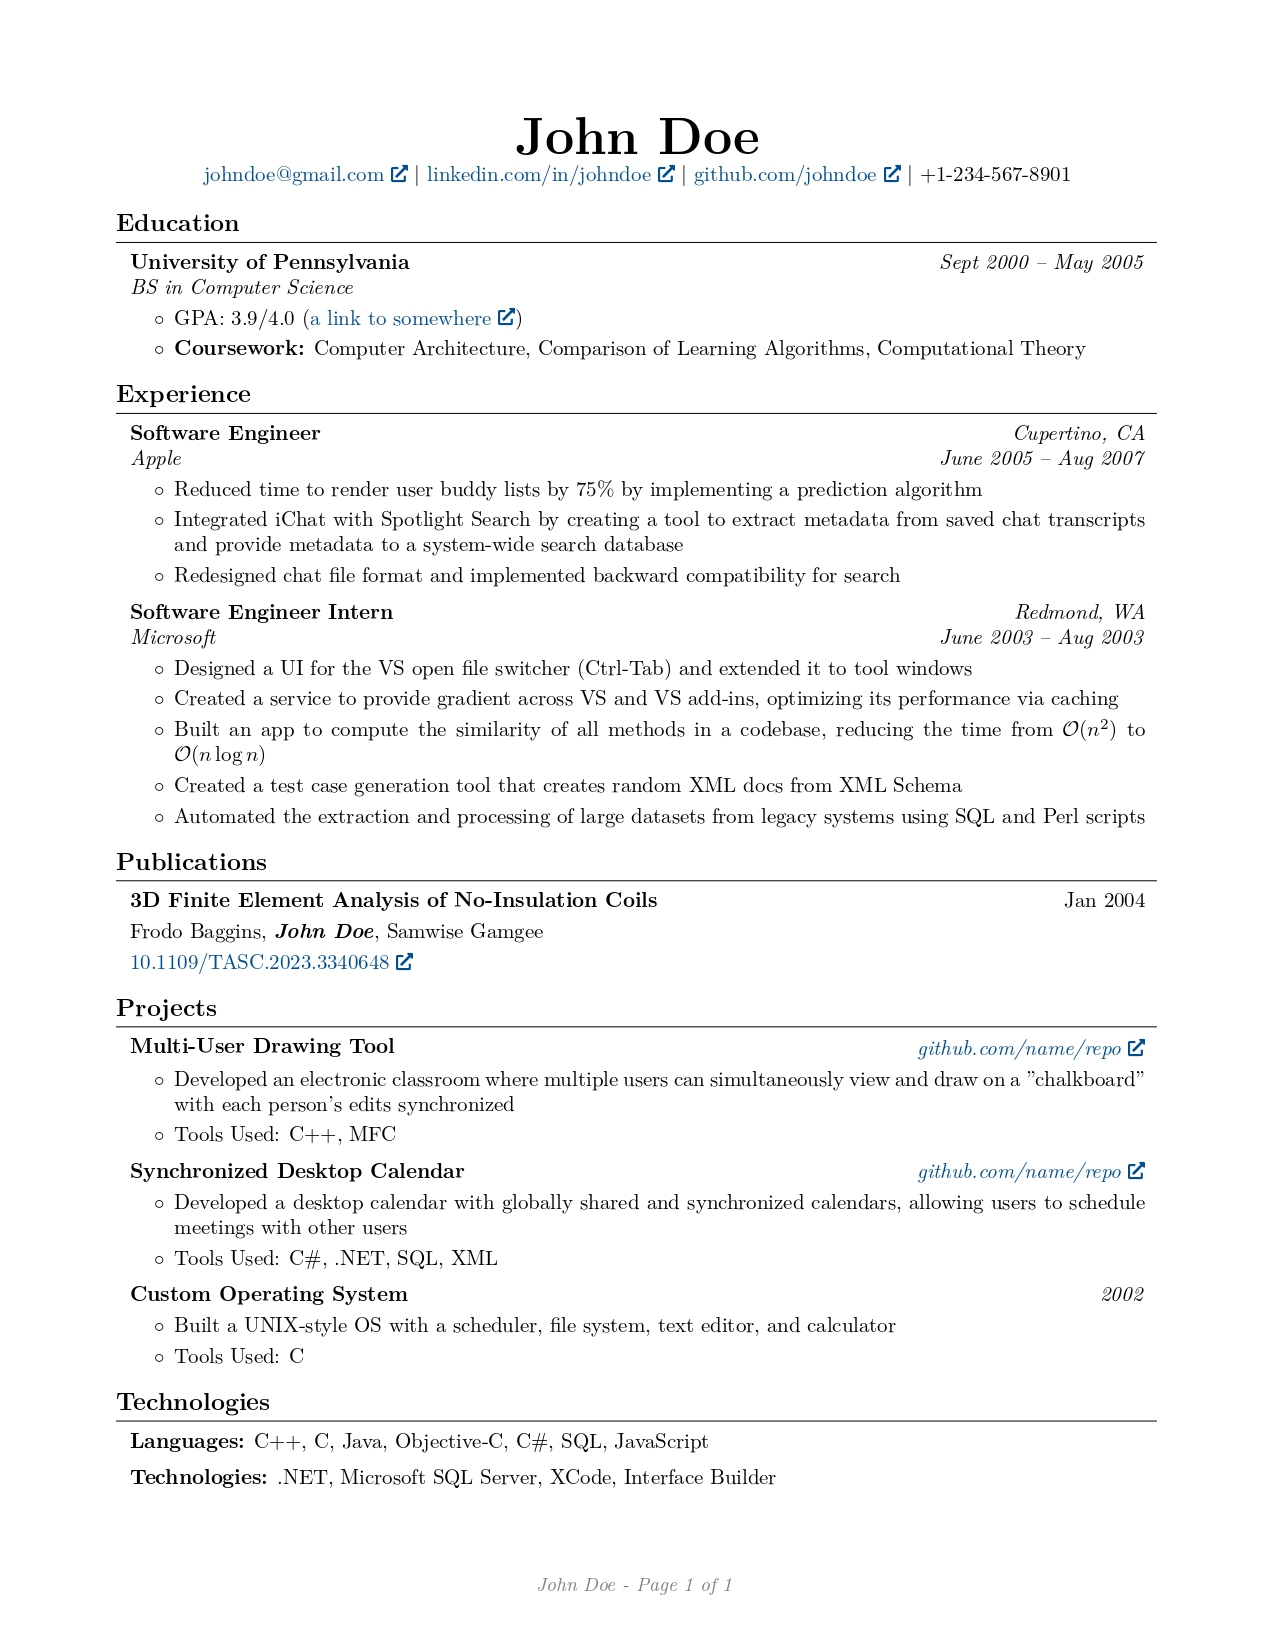 John Doe
johndoe@gmail.com | linkedin.com/in/johndoe | github.com/johndoe | +1-234-567-8901
Education
University of Pennsylvania Sept 2000 – May 2005
BS in Computer Science
◦ GPA: 3.9/4.0 (a link to somewhere)
◦ Coursework: Computer Architecture, Comparison of Learning Algorithms, Computational Theory
Experience
Software Engineer Cupertino, CA
Apple June 2005 – Aug 2007
◦ Reduced time to render user buddy lists by 75% by implementing a prediction algorithm
◦ Integrated iChat with Spotlight Search by creating a tool to extract metadata from saved chat transcripts
and provide metadata to a system-wide search database
◦ Redesigned chat file format and implemented backward compatibility for search
Software Engineer Intern Redmond, WA
Microsoft June 2003 – Aug 2003
◦ Designed a UI for the VS open file switcher (Ctrl-Tab) and extended it to tool windows
◦ Created a service to provide gradient across VS and VS add-ins, optimizing its performance via caching
◦ Built an app to compute the similarity of all methods in a codebase, reducing the time from 𝒪(n²) to
𝒪(n log n)
◦ Created a test case generation tool that creates random XML docs from XML Schema
◦ Automated the extraction and processing of large datasets from legacy systems using SQL and Perl scripts
Publications
3D Finite Element Analysis of No-Insulation Coils Jan 2004
Frodo Baggins, John Doe, Samwise Gamgee
10.1109/TASC.2023.3340648
Projects
Multi-User Drawing Tool github.com/name/repo
◦ Developed an electronic classroom where multiple users can simultaneously view and draw on a ”chalkboard”
with each person’s edits synchronized
◦ Tools Used: C++, MFC
Synchronized Desktop Calendar github.com/name/repo
◦ Developed a desktop calendar with globally shared and synchronized calendars, allowing users to schedule
meetings with other users
◦ Tools Used: C#, .NET, SQL, XML
Custom Operating System 2002
◦ Built a UNIX-style OS with a scheduler, file system, text editor, and calculator
◦ Tools Used: C
Technologies
Languages: C++, C, Java, Objective-C, C#, SQL, JavaScript
Technologies: .NET, Microsoft SQL Server, XCode, Interface Builder
John Doe - Page 1 of 1